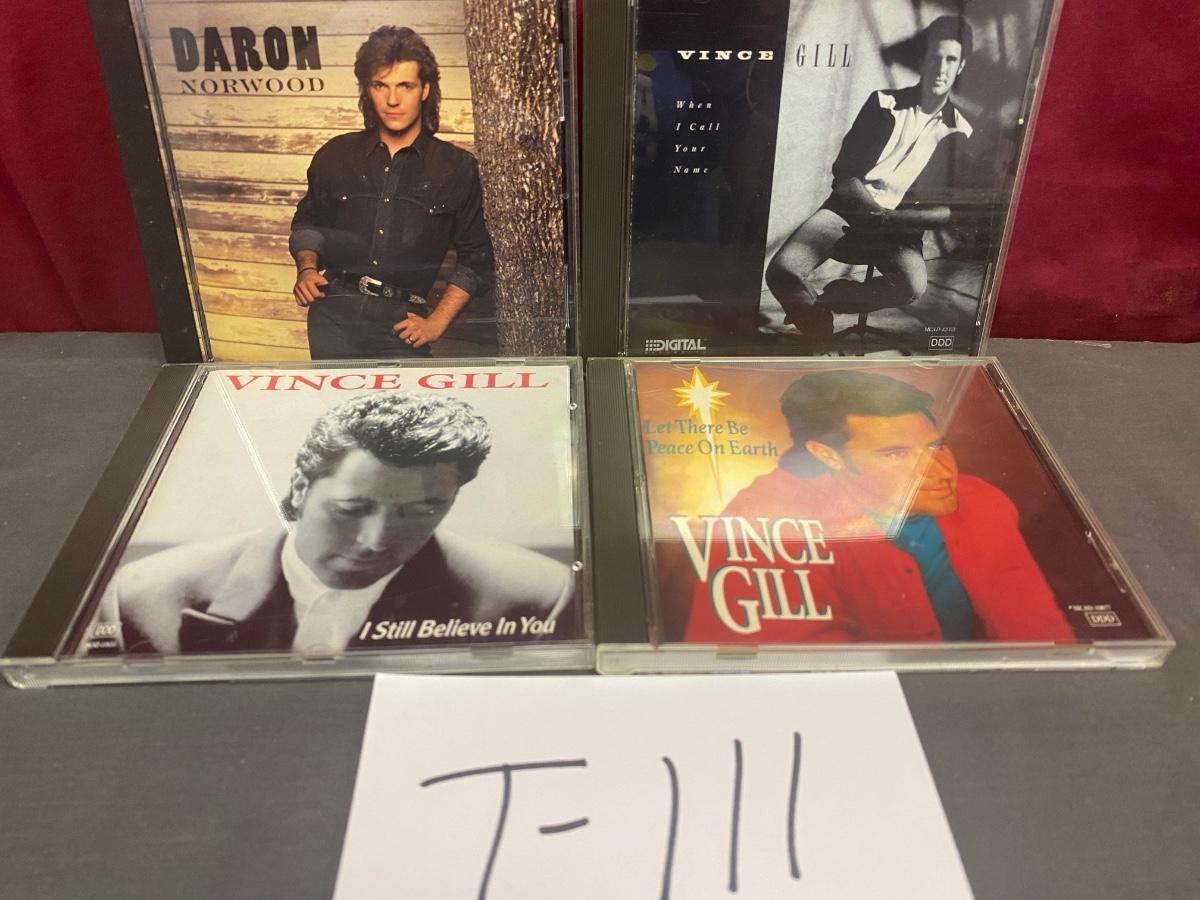 DARON
NORWOOD
VINCE GILL
When
I Call
Your
Name
DIGITAL
DDD
VINCE GILL
I Still Believe In You
DDD
Let There Be
Peace On Earth
VINCE
GILL
DDD
T-111